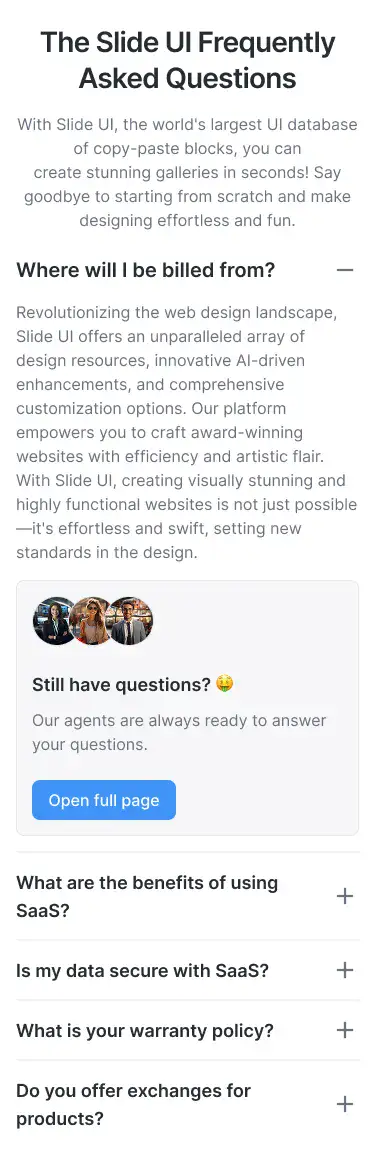 The Slide UI Frequently
Asked Questions
With Slide UI, the world's largest UI database
of copy-paste blocks, you can
create stunning galleries in seconds! Say
goodbye to starting from scratch and make
designing effortless and fun.
Where will I be billed from?
Revolutionizing the web design landscape,
Slide UI offers an unparalleled array of
design resources, innovative AI-driven
enhancements, and comprehensive
customization options. Our platform
empowers you to craft award-winning
websites with efficiency and artistic flair.
With Slide UI, creating visually stunning and
highly functional websites is not just possible
—it's effortless and swift, setting new
standards in the design.
Still have questions? 🤑
Our agents are always ready to answer
your questions.
Open full page
What are the benefits of using
SaaS?
Is my data secure with SaaS?
What is your warranty policy?
Do you offer exchanges for
products?